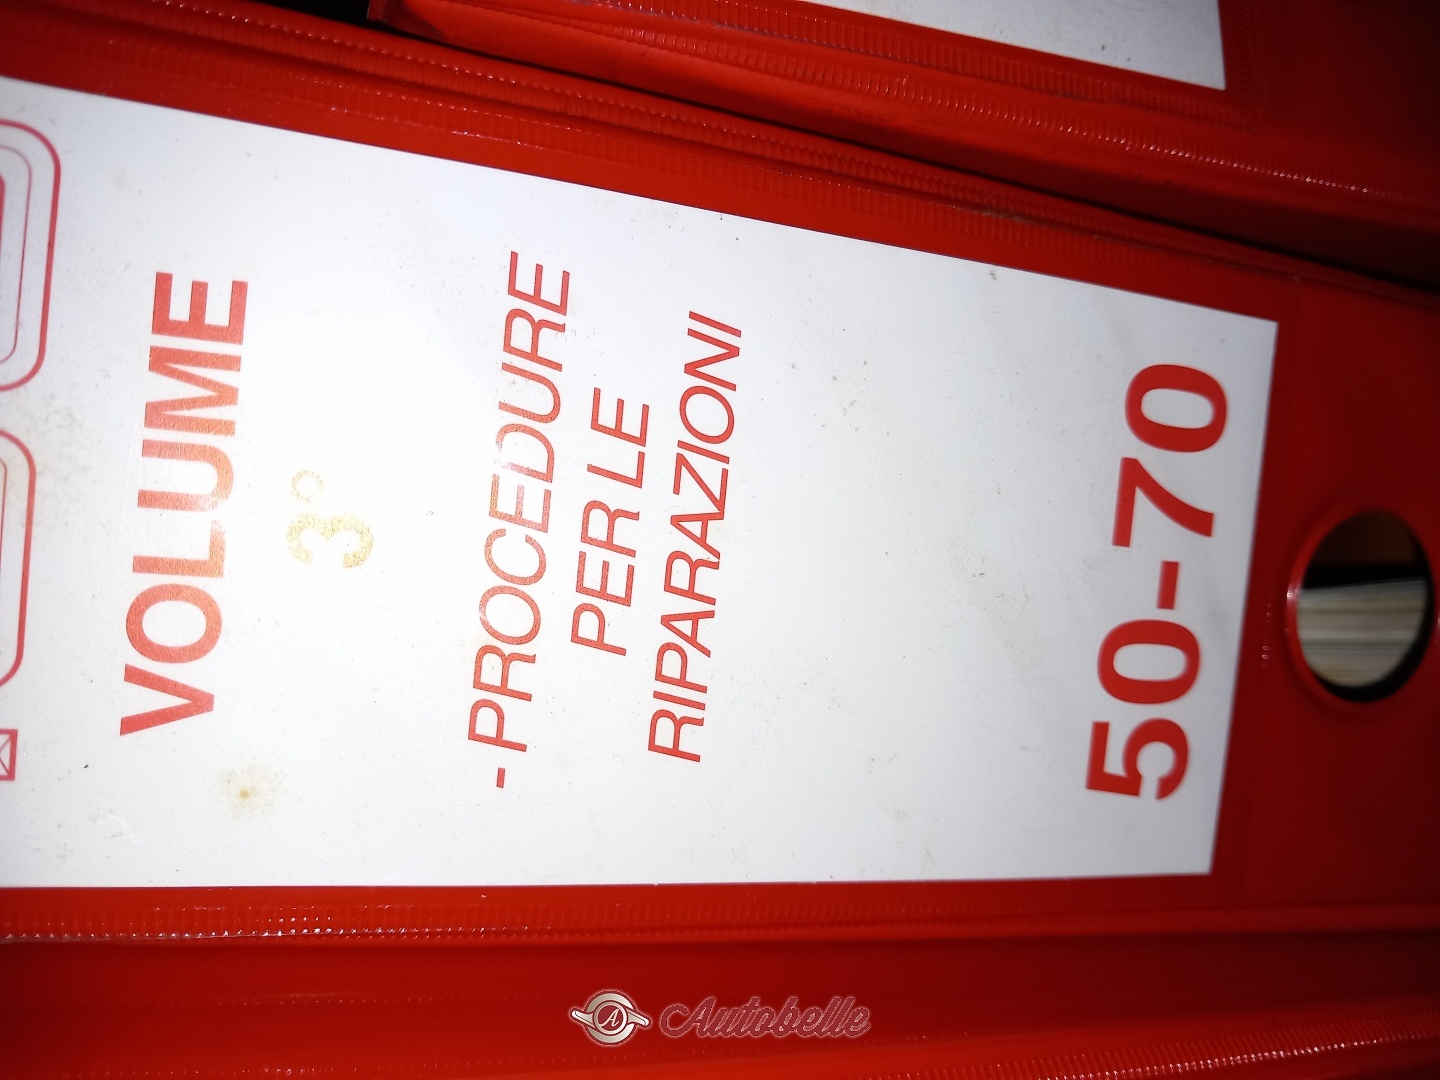 VOLUME
3°
-PROCEDURE
PER LE
RIPARAZIONI
50-70
A Autobelle